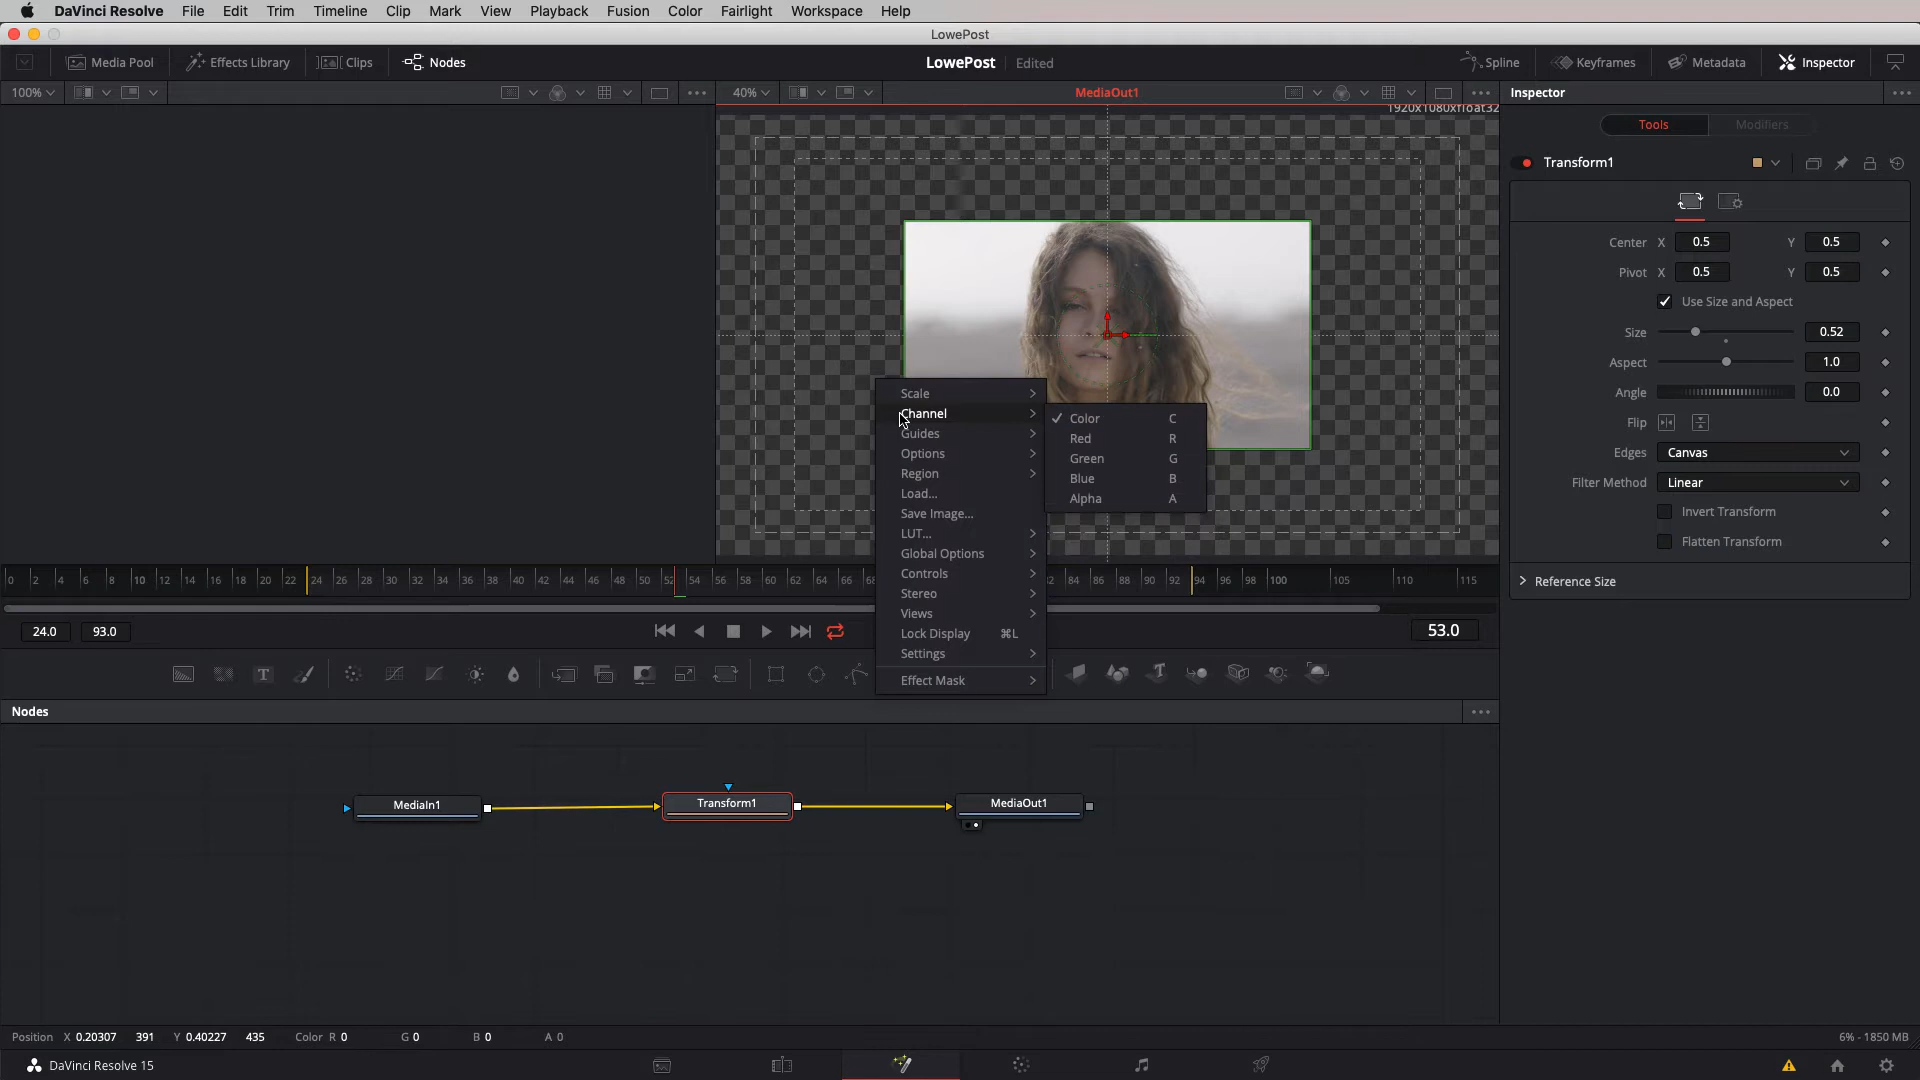 DaVinci Resolve File Edit Trim Timeline Clip Mark View Playback Fusion Color Fairlight Workspace Help
LowePost
Media Pool Effects Library Clips Nodes LowePost Edited Spline Keyframes Metadata Inspector
100% 40% MediaOut1 Inspector
1920x1080xfloat32
Tools Modifiers
Transform1
Center X 0.5 Y 0.5
Pivot X 0.5 Y 0.5
Use Size and Aspect
Size 0.52
Aspect 1.0
Angle 0.0
Flip
Edges Canvas
Filter Method Linear
Invert Transform
Flatten Transform
Reference Size
Scale
Channel
Guides
Options
Region
Load...
Save Image...
LUT...
Global Options
Controls
Stereo
Views
Lock Display ⌘L
Settings
Effect Mask
Color C
Red R
Green G
Blue B
Alpha A
0 2 4 6 8 10 12 14 16 18 20 22 24 26 28 30 32 34 36 38 40 42 44 46 48 50 52 54 56 58 60 62 64 66 68 82 84 86 88 90 92 94 96 98 100 105 110 115
24.0 93.0 53.0
Nodes
MediaIn1 Transform1 MediaOut1
Position X 0.20307 391 Y 0.40227 435 Color R 0 G 0 B 0 A 0 6% - 1850 MB
DaVinci Resolve 15